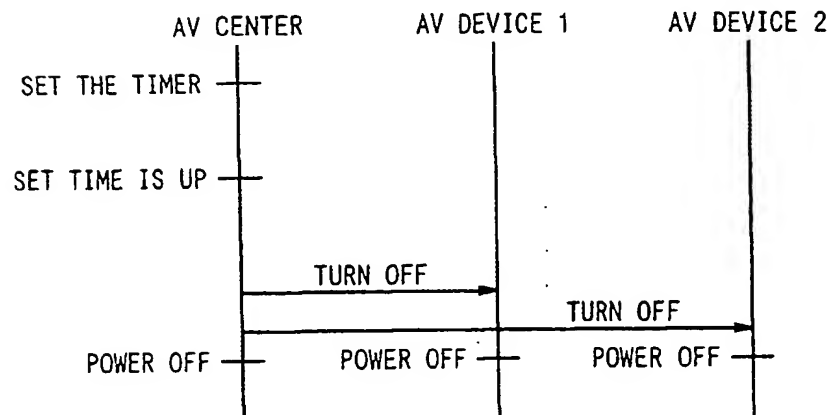 AV CENTER
AV DEVICE 1
AV DEVICE 2
SET THE TIMER
SET TIME IS UP
TURN OFF
TURN OFF
POWER OFF
POWER OFF
POWER OFF